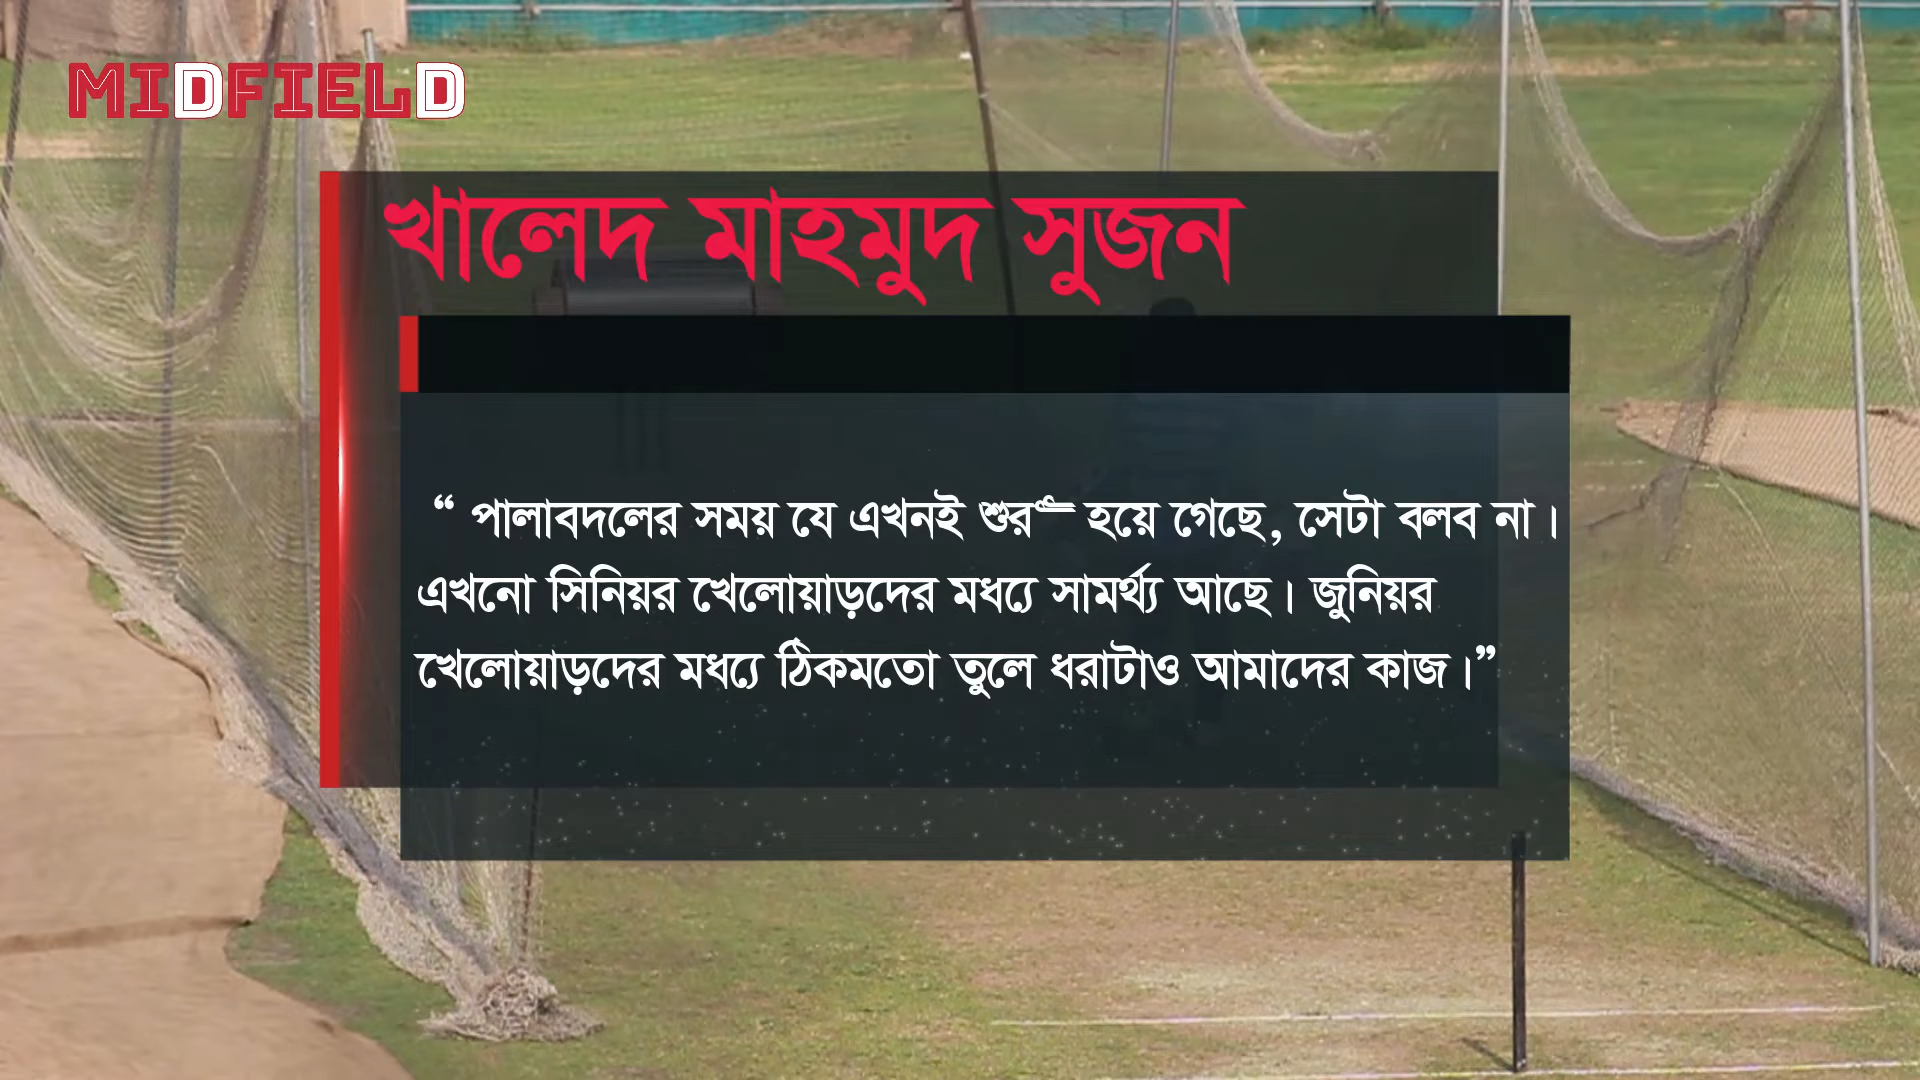 MIDFIELD
খালেদ মাহমুদ সুজন
“ পালাবদলের সময় যে এখনই শুরু হয়ে গেছে, সেটা বলব না।
এখনো সিনিয়র খেলোয়াড়দের মধ্যে সামর্থ্য আছে। জুনিয়র
খেলোয়াড়দের মধ্যে ঠিকমতো তুলে ধরাটাও আমাদের কাজ।”